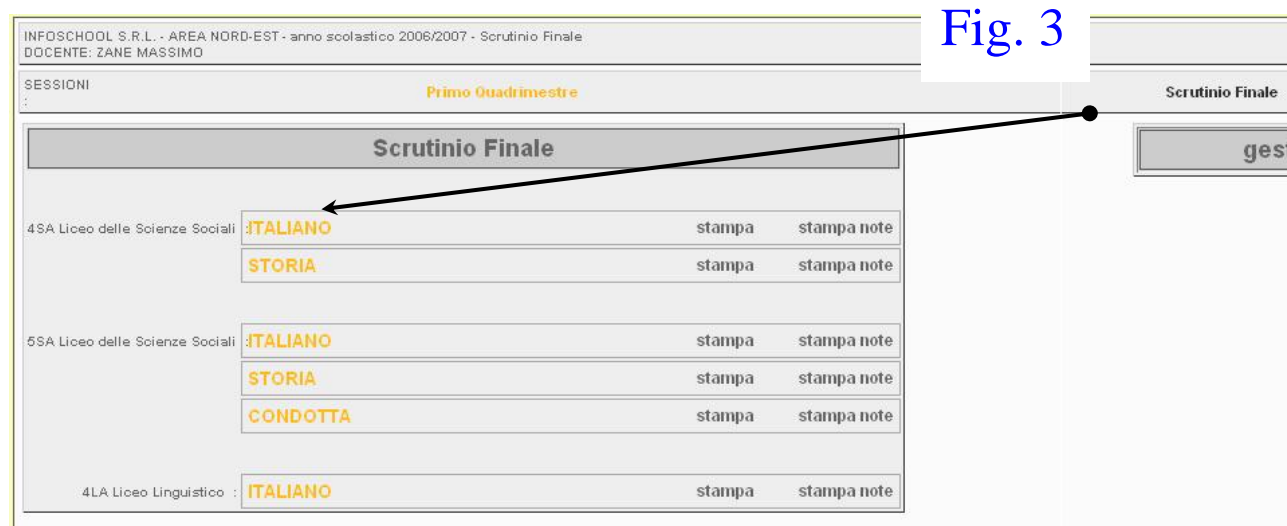 Fig. 3
INFOSCHOOL S.R.L. - AREA NORD-EST - anno scolastico 2006/2007 - Scrutinio Finale
DOCENTE: ZANE MASSIMO
SESSIONI
:
Primo Quadrimestre
Scrutinio Finale
Scrutinio Finale
gest
4SA Liceo delle Scienze Sociali :ITALIANO stampa stampa note
STORIA stampa stampa note
5SA Liceo delle Scienze Sociali :ITALIANO stampa stampa note
STORIA stampa stampa note
CONDOTTA stampa stampa note
4LA Liceo Linguistico : ITALIANO stampa stampa note